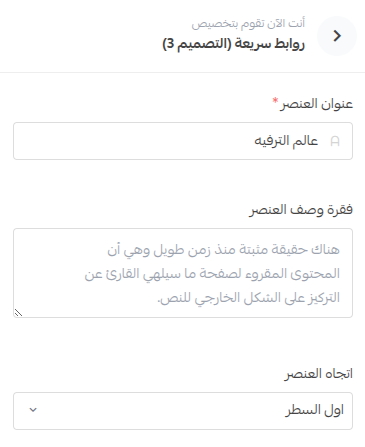 أنت الآن تقوم بتخصيص
روابط سريعة (التصميم 3)
عنوان العنصر *
عالم الترفيه
فقرة وصف العنصر
هناك حقيقة مثبتة منذ زمن طويل وهي أن
المحتوى المقروء لصفحة ما سيلهي القارئ عن
التركيز على الشكل الخارجي للنص.
اتجاه العنصر
اول السطر